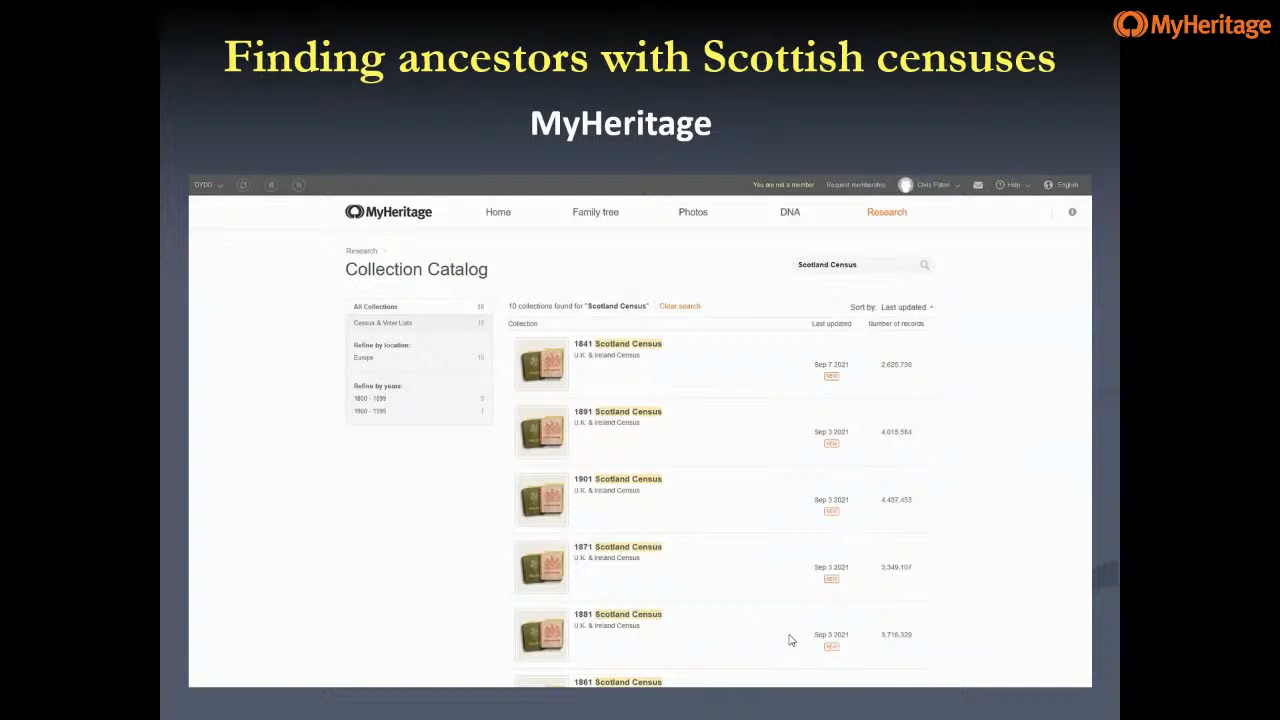 MyHeritage
Finding ancestors with Scottish censuses
MyHeritage
You are not a member Request membership Chris Paton Help English
MyHeritage Home Family tree Photos DNA Research
Research
Collection Catalog
Scotland Census
All Collections 10
Census & Voter Lists 10
Refine by location:
Europe 10
Refine by years:
1800 - 1899 9
1900 - 1999 1
10 collections found for "Scotland Census" Clear search
Sort by: Last updated
Collection Last updated Number of records
1841 Scotland Census
U.K. & Ireland Census
Sep 7 2021 2,625,739
NEW
1891 Scotland Census
U.K. & Ireland Census
Sep 3 2021 4,015,584
NEW
1901 Scotland Census
U.K. & Ireland Census
Sep 3 2021 4,437,453
NEW
1871 Scotland Census
U.K. & Ireland Census
Sep 3 2021 3,349,107
NEW
1881 Scotland Census
U.K. & Ireland Census
Sep 3 2021 3,716,329
NEW
1861 Scotland Census